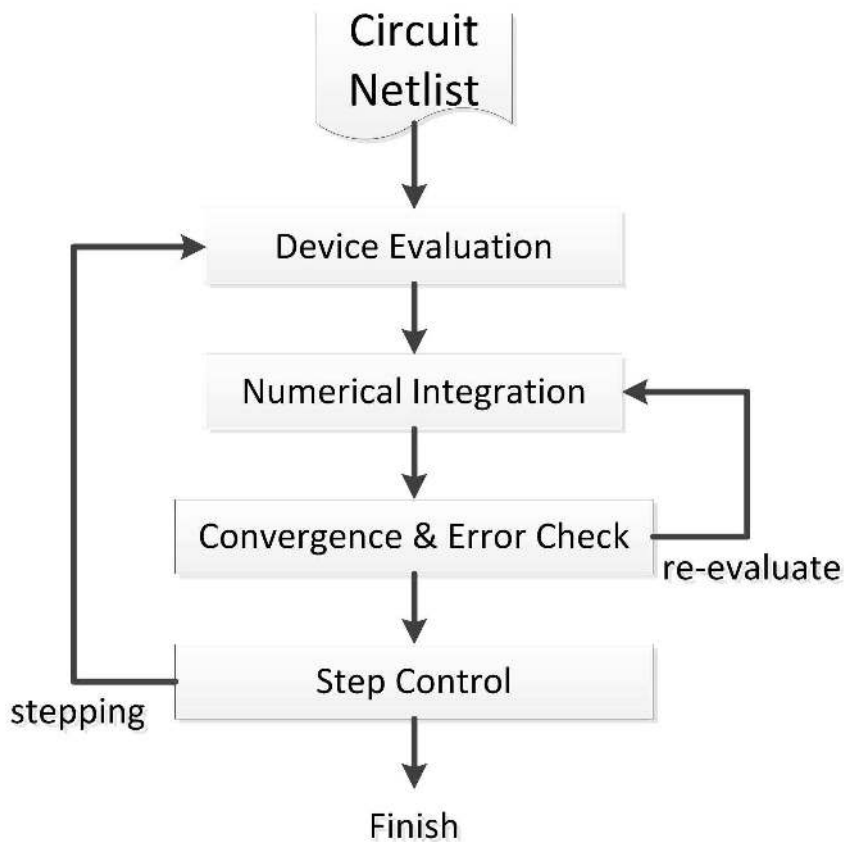 Circuit
Netlist
Device Evaluation
Numerical Integration
Convergence & Error Check
re-evaluate
Step Control
stepping
Finish